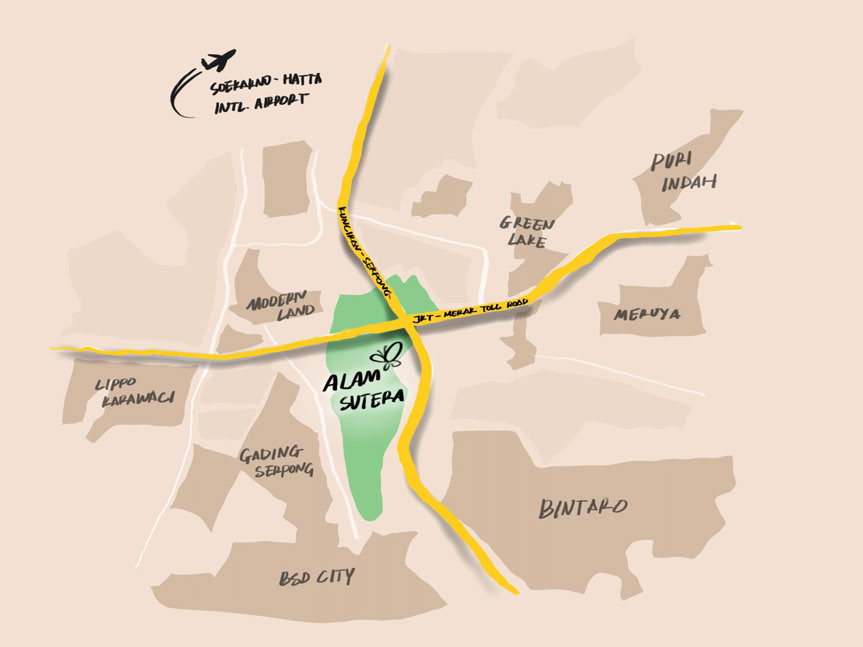 SOEKARNO-HATTA
INTL. AIRPORT
PURI
INDAH
GREEN
LAKE
KUNCIREN-SERPONG
MODERN
LAND
JKT-MERAK TOLL ROAD
MERUYA
ALAM
SUTERA
LIPPO
KARAWACI
GADING
SERPONG
BINTARO
BSD CITY